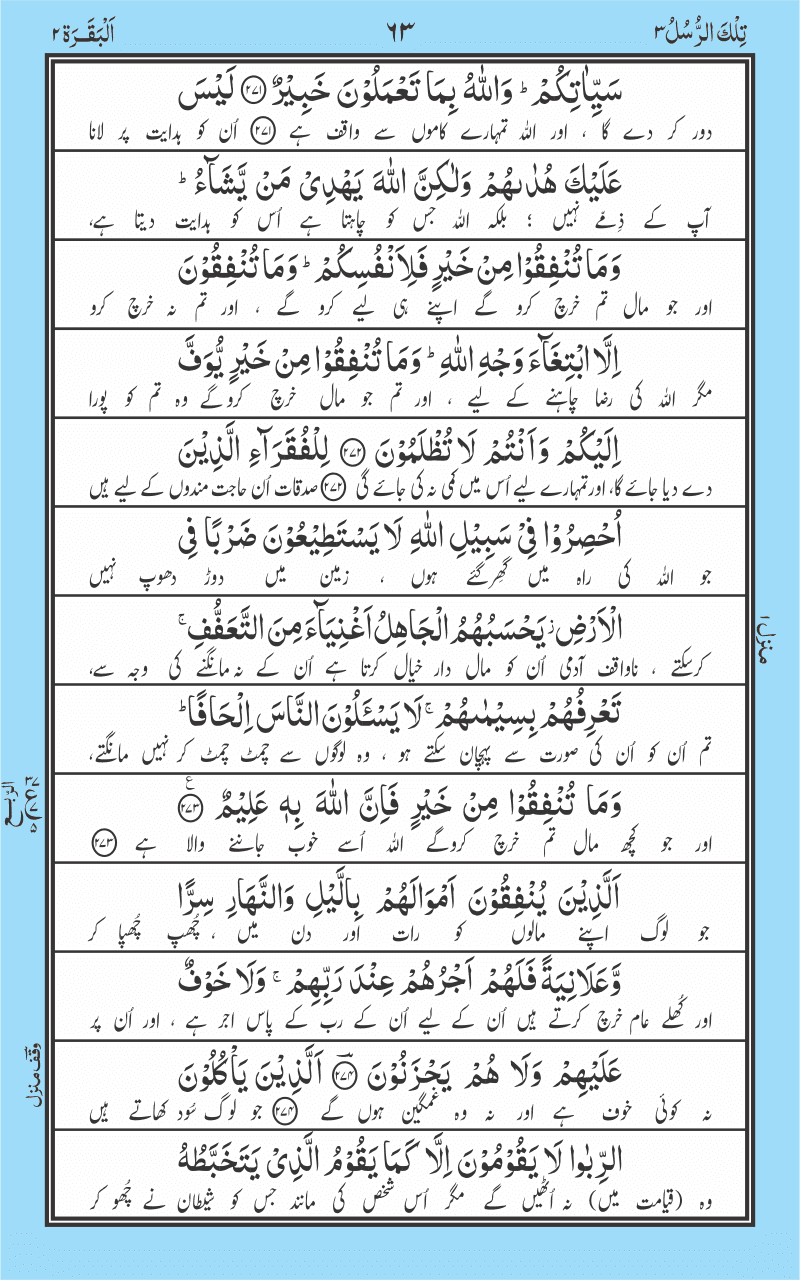 تِلْكَ الرُّسُلُ ٣ ٦٣ اَلْبَقَـرَة ٢
سَيِّاٰتِكُمْ ؕ وَاللّٰهُ بِمَا تَعْمَلُوْنَ خَبِيْرٌ ﴿٢٧١﴾ لَيْسَ
دور کر دے گا ، اور اللہ تمہارے کاموں سے واقف ہے ﴿٢٧١﴾ اُن کو ہدایت پر لانا
عَلَيْكَ هُدٰىهُمْ وَلٰكِنَّ اللّٰهَ يَهْدِىْ مَنْ يَّشَآءُ ؕ
آپ کے ذِمّے نہیں ؛ بلکہ اللہ جس کو چاہتا ہے اُس کو ہدایت دیتا ہے،
وَمَا تُنْفِقُوْا مِنْ خَيْرٍ فَلِاَنْفُسِكُمْ ؕ وَمَا تُنْفِقُوْنَ
اور جو مال تم خرچ کرو گے اپنے ہی لیے کرو گے ، اور تم نہ خرچ کرو
اِلَّا ابْتِغَآءَ وَجْهِ اللّٰهِ ؕ وَمَا تُنْفِقُوْا مِنْ خَيْرٍ يُّوَفَّ
مگر اللہ کی رضا چاہنے کے لیے ، اور تم جو مال خرچ کروگے وہ تم کو پورا
اِلَيْكُمْ وَاَنْتُمْ لَا تُظْلَمُوْنَ ﴿٢٧٢﴾ لِلْفُقَرَآءِ الَّذِيْنَ
دے دیا جائے گا، اور تمہارے لیے اُس میں کمی نہ کی جائے گی ﴿٢٧٢﴾ صدقات اُن حاجت مندوں کے لیے ہیں
اُحْصِرُوْا فِىْ سَبِيْلِ اللّٰهِ لَا يَسْتَطِيْعُوْنَ ضَرْبًا فِى
جو اللہ کی راہ میں گِھر گئے ہوں ، زمین میں دوڑ دھوپ نہیں
الْاَرْضِ ز يَحْسَبُهُمُ الْجَاهِلُ اَغْنِيَآءَ مِنَ التَّعَفُّفِ ۚ
کرسکتے ، ناواقف آدمی اُن کو مال دار خیال کرتا ہے اُن کے نہ مانگنے کی وجہ سے،
تَعْرِفُهُمْ بِسِيْمٰىهُمْ ۚ لَا يَسْـَٔلُوْنَ النَّاسَ اِلْحَافًا ؕ
تم اُن کو اُن کی صورت سے پہچان سکتے ہو ، وہ لوگوں سے چمٹ چمٹ کر نہیں مانگتے،
وَمَا تُنْفِقُوْا مِنْ خَيْرٍ فَاِنَّ اللّٰهَ بِهٖ عَلِيْمٌ ﴿٢٧٣﴾ ع
اور جو کچھ مال تم خرچ کروگے اللہ اُسے خوب جاننے والا ہے ﴿٢٧٣﴾
اَلَّذِيْنَ يُنْفِقُوْنَ اَمْوَالَهُمْ بِالَّيْلِ وَالنَّهَارِ سِرًّا
جو لوگ اپنے مالوں کو رات اور دن میں ، چُھپ چُھپا کر
وَّعَلَانِيَةً فَلَهُمْ اَجْرُهُمْ عِنْدَ رَبِّهِمْ ۚ وَلَا خَوْفٌ
اور کُھلے عام خرچ کرتے ہیں اُن کے لیے اُن کے رب کے پاس اجر ہے ، اور اُن پر
عَلَيْهِمْ وَلَا هُمْ يَحْزَنُوْنَ ﴿٢٧٤﴾ اَلَّذِيْنَ يَاْكُلُوْنَ
نہ کوئی خوف ہے اور نہ وہ غمگین ہوں گے ﴿٢٧٤﴾ جو لوگ سُود کھاتے ہیں
الرِّبٰوا لَا يَقُوْمُوْنَ اِلَّا كَمَا يَقُوْمُ الَّذِىْ يَتَخَبَّطُهُ
وہ (قیامت میں) نہ اُٹھیں گے مگر اُس شخص کی مانند جس کو شیطان نے چُھو کر
منزل ١
الربع
وقف منزل